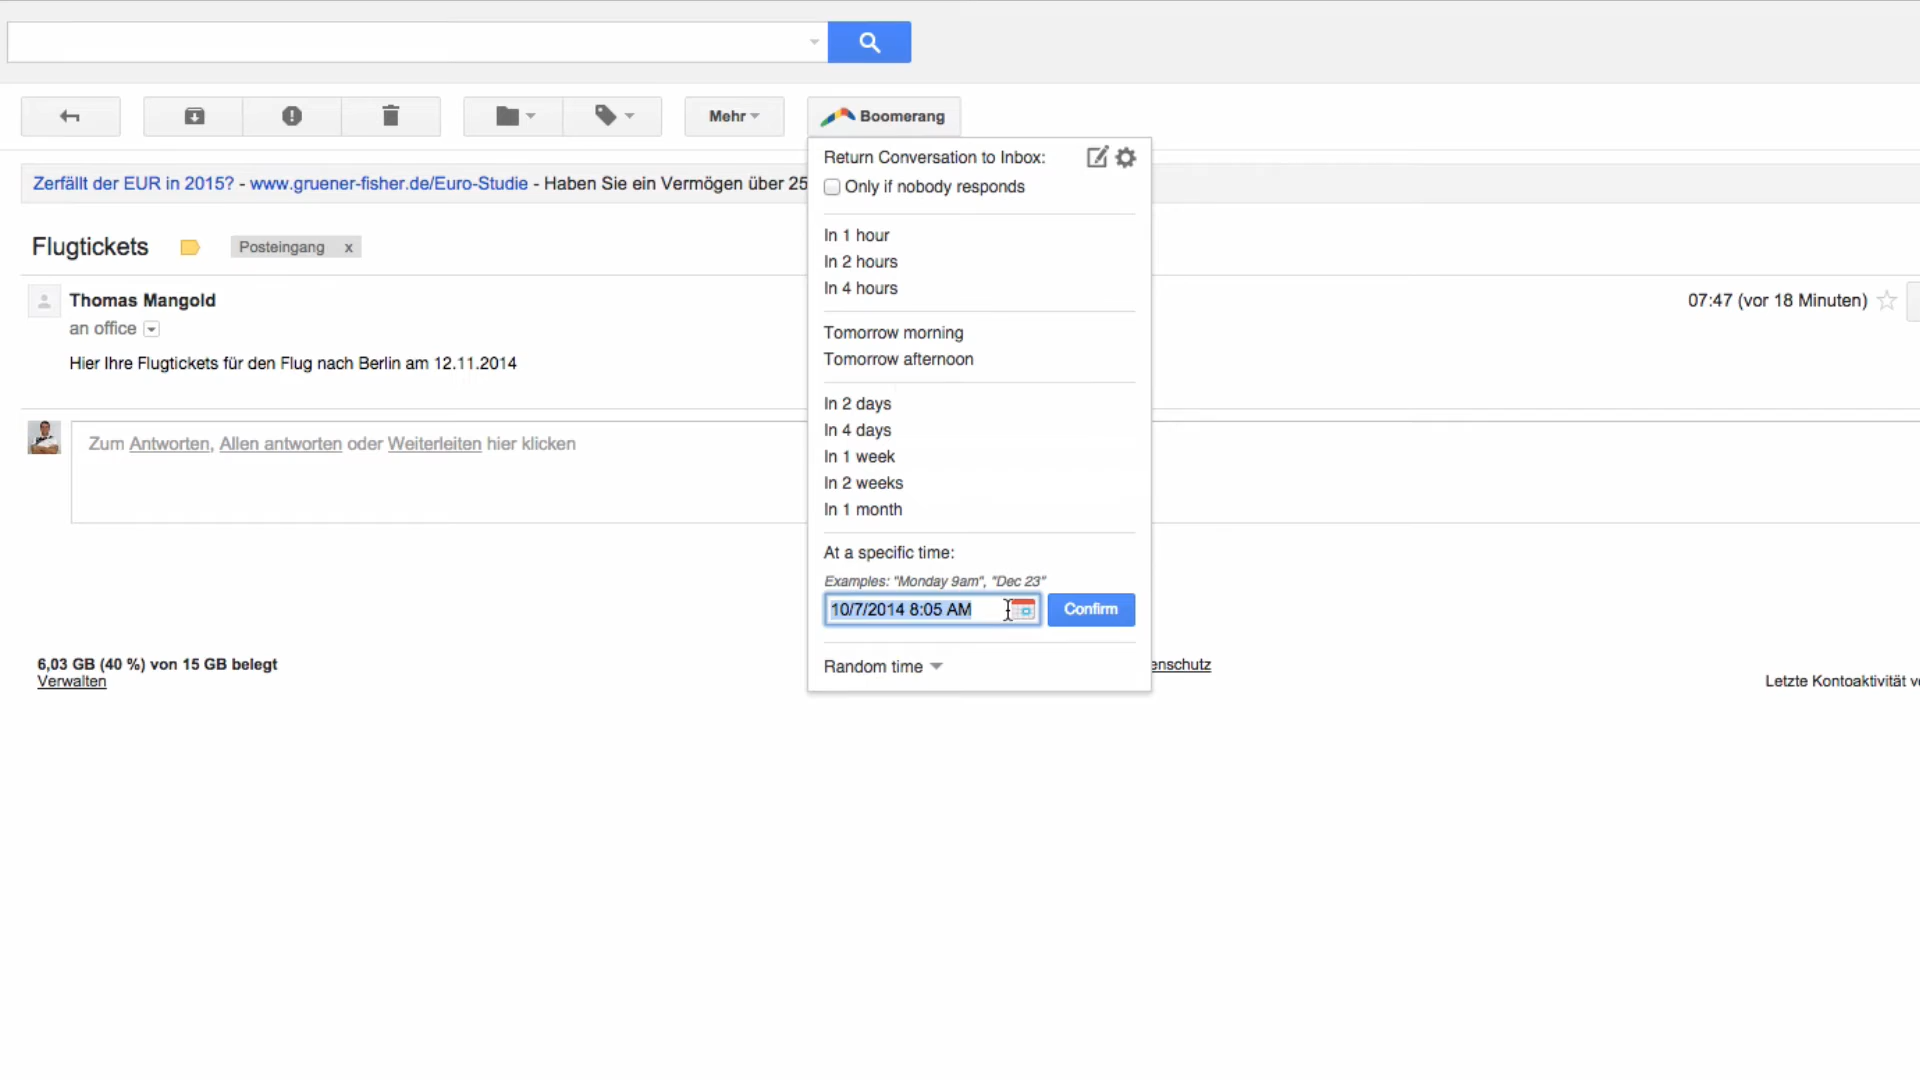 Mehr
Boomerang
Return Conversation to Inbox:
Only if nobody responds
Zerfällt der EUR in 2015? - www.gruener-fisher.de/Euro-Studie - Haben Sie ein Vermögen über 25
Flugtickets
Posteingang x
In 1 hour
In 2 hours
In 4 hours
Thomas Mangold
07:47 (vor 18 Minuten)
an office
Hier Ihre Flugtickets für den Flug nach Berlin am 12.11.2014
Tomorrow morning
Tomorrow afternoon
Zum Antworten, Allen antworten oder Weiterleiten hier klicken
In 2 days
In 4 days
In 1 week
In 2 weeks
In 1 month
At a specific time:
Examples: "Monday 9am", "Dec 23"
10/7/2014 8:05 AM
Confirm
Random time
6,03 GB (40 %) von 15 GB belegt
Verwalten
enschutz
Letzte Kontoaktivität v